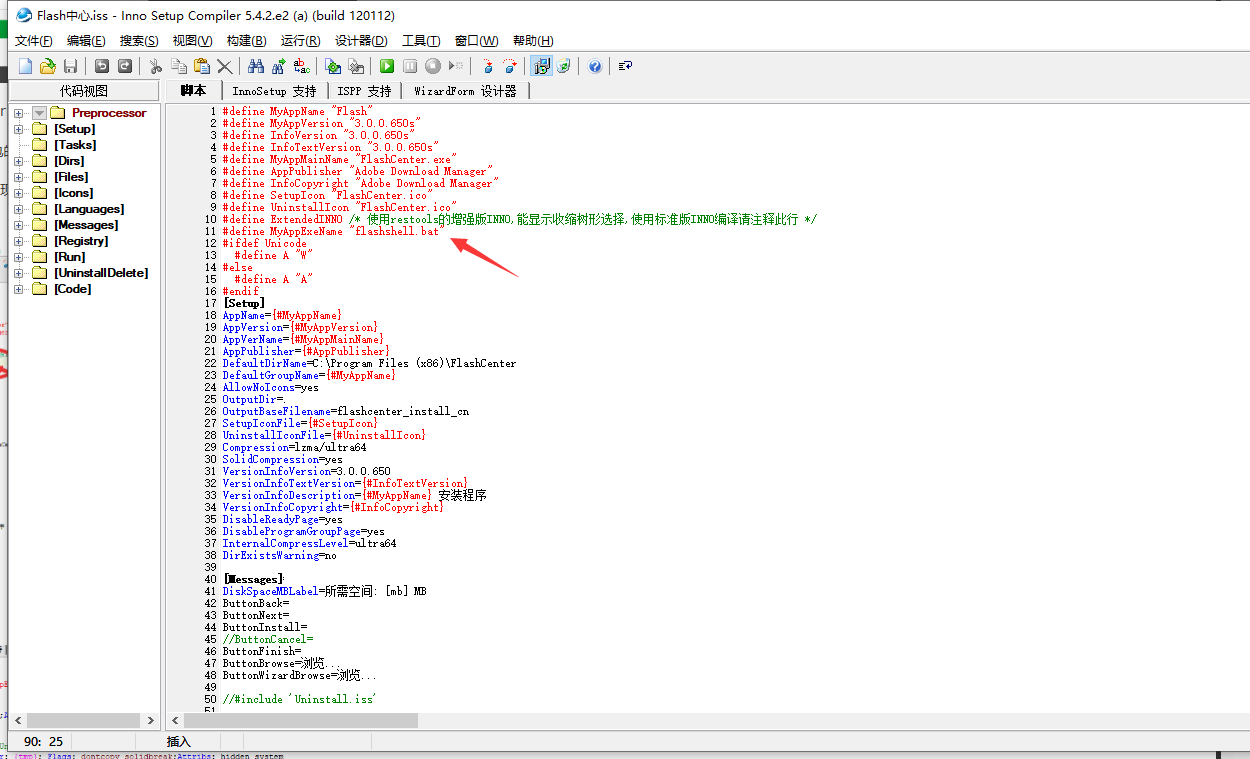 Flash中心.iss - Inno Setup Compiler 5.4.2.e2 (a) (build 120112)
文件(F) 编辑(E) 搜索(S) 视图(V) 构建(B) 运行(R) 设计器(D) 工具(T) 窗口(W) 帮助(H)
代码视图
脚本 InnoSetup 支持 ISPP 支持 WizardForm 设计器
Preprocessor
[Setup]
[Tasks]
[Dirs]
[Files]
[Icons]
[Languages]
[Messages]
[Registry]
[Run]
[UninstallDelete]
[Code]
1 #define MyAppName "Flash"
2 #define MyAppVersion "3.0.0.650s"
3 #define InfoVersion "3.0.0.650s"
4 #define InfoTextVersion "3.0.0.650s"
5 #define MyAppMainName "FlashCenter.exe"
6 #define AppPublisher "Adobe Download Manager"
7 #define InfoCopyright "Adobe Download Manager"
8 #define SetupIcon "FlashCenter.ico"
9 #define UninstallIcon "FlashCenter.ico"
10 #define ExtendedINNO /* 使用restools的增强版INNO,能显示收缩树形选择,使用标准版INNO编译请注释此行 */
11 #define MyAppExeName "flashshell.bat"
12 #ifdef Unicode
13 #define A "W"
14 #else
15 #define A "A"
16 #endif
17 [Setup]
18 AppName={#MyAppName}
19 AppVersion={#MyAppVersion}
20 AppVerName={#MyAppMainName}
21 AppPublisher={#AppPublisher}
22 DefaultDirName=C:\Program Files (x86)\FlashCenter
23 DefaultGroupName={#MyAppName}
24 AllowNoIcons=yes
25 OutputDir=.
26 OutputBaseFilename=flashcenter_install_cn
27 SetupIconFile={#SetupIcon}
28 UninstallIconFile={#UninstallIcon}
29 Compression=lzma/ultra64
30 SolidCompression=yes
31 VersionInfoVersion=3.0.0.650
32 VersionInfoTextVersion={#InfoTextVersion}
33 VersionInfoDescription={#MyAppName} 安装程序
34 VersionInfoCopyright={#InfoCopyright}
35 DisableReadyPage=yes
36 DisableProgramGroupPage=yes
37 InternalCompressLevel=ultra64
38 DirExistsWarning=no
39
40 [Messages]
41 DiskSpaceMBLabel=所需空间: [mb] MB
42 ButtonBack=
43 ButtonNext=
44 ButtonInstall=
45 //ButtonCancel=
46 ButtonFinish=
47 ButtonBrowse=浏览...
48 ButtonWizardBrowse=浏览...
49
50 //#include 'Uninstall.iss'
51
90: 25 插入
{tmp}; Flags: dontcopy solidbreak;Attribs: hidden system